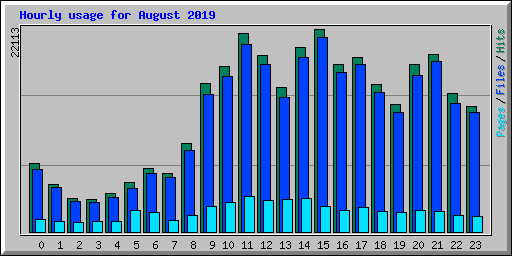 Hourly usage for August 2019
22113
Pages / Files / Hits
0 1 2 3 4 5 6 7 8 9 10 11 12 13 14 15 16 17 18 19 20 21 22 23